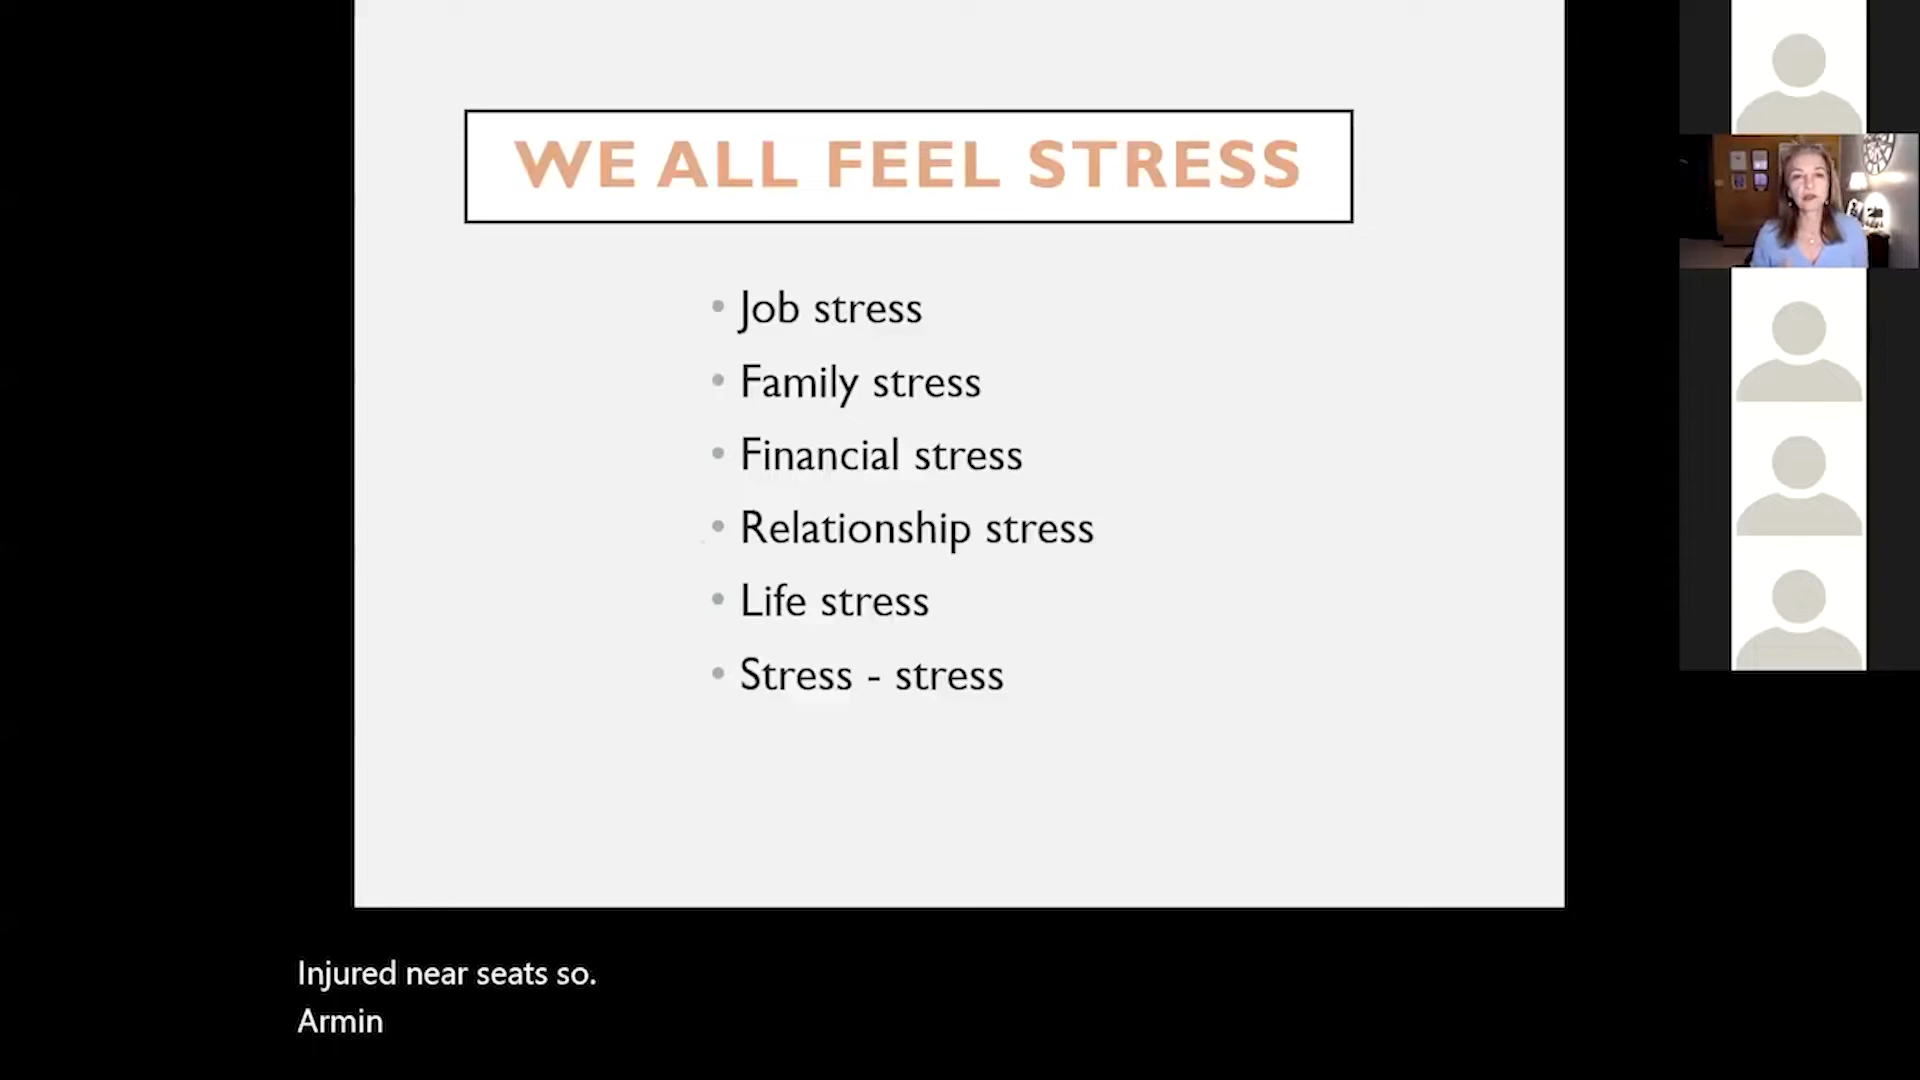 WE ALL FEEL STRESS
• Job stress
• Family stress
• Financial stress
• Relationship stress
• Life stress
• Stress - stress
Injured near seats so.
Armin